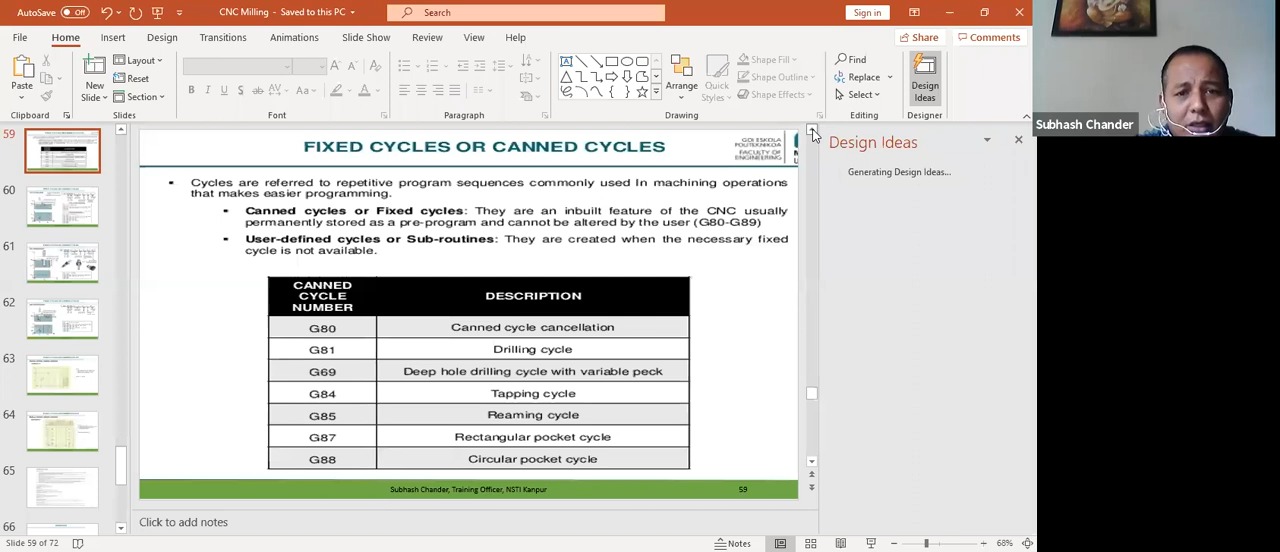 AutoSave Off
CNC Milling - Saved to this PC
Search
Sign in
File Home Insert Design Transitions Animations Slide Show Review View Help
Share
Comments
Paste
New
Slide
Layout
Reset
Section
B I U S
Aa
A
Arrange
Quick
Styles
Shape Fill
Shape Outline
Shape Effects
Find
Replace
Select
Design
Ideas
Clipboard
Slides
Font
Paragraph
Drawing
Editing
Designer
Subhash Chander
59
60
61
62
63
64
65
66
FIXED CYCLES OR CANNED CYCLES
GOI ESKOLA
POLITEKNIKOA
FACULTY OF
ENGINEERING
Cycles are referred to repetitive program sequences commonly used In machining operations
that makes easier programming.
Canned cycles or Fixed cycles: They are an inbuilt feature of the CNC usually
permanently stored as a pre-program and cannot be altered by the user (G80-G89)
User-defined cycles or Sub-routines: They are created when the necessary fixed
cycle is not available.
CANNED
CYCLE
NUMBER
DESCRIPTION
G80 Canned cycle cancellation
G81 Drilling cycle
G69 Deep hole drilling cycle with variable peck
G84 Tapping cycle
G85 Reaming cycle
G87 Rectangular pocket cycle
G88 Circular pocket cycle
Subhash Chander, Training Officer, NSTI Kanpur
59
Design Ideas
Generating Design Ideas...
Click to add notes
Slide 59 of 72
Notes
68%